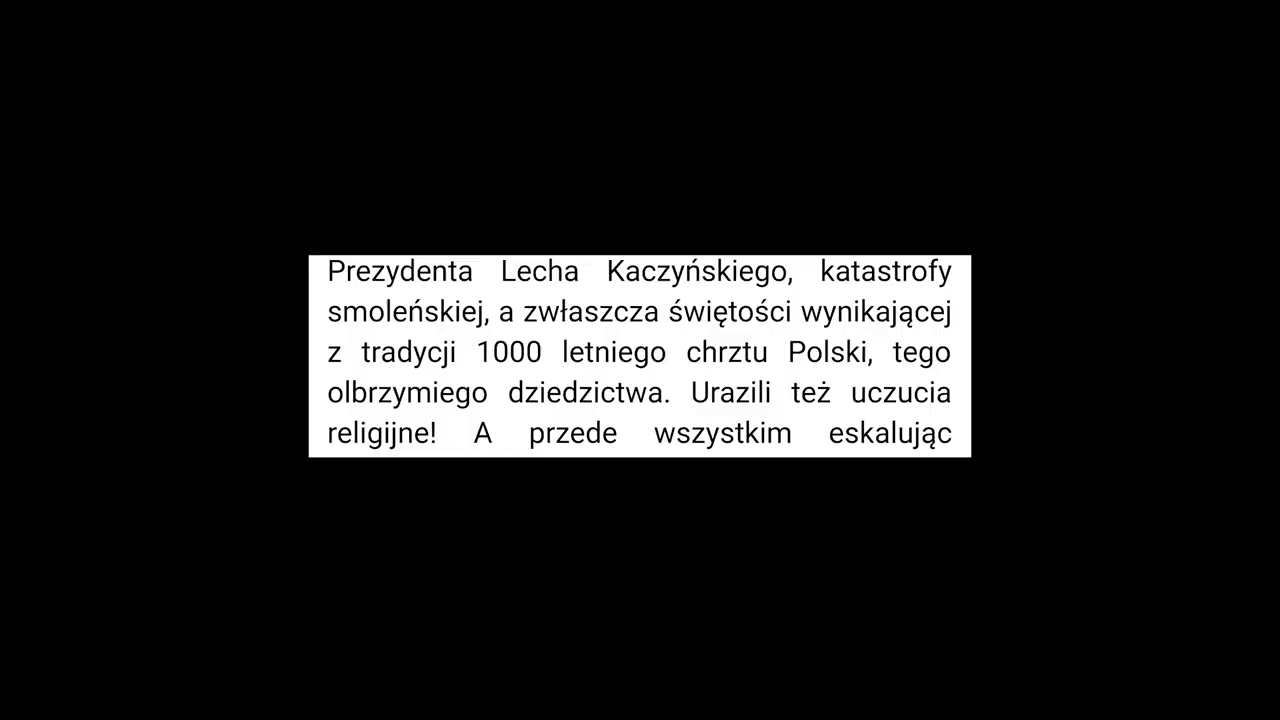 Prezydenta Lecha Kaczyńskiego, katastrofy
smoleńskiej, a zwłaszcza świętości wynikającej
z tradycji 1000 letniego chrztu Polski, tego
olbrzymiego dziedzictwa. Urazili też uczucia
religijne! A przede wszystkim eskalując